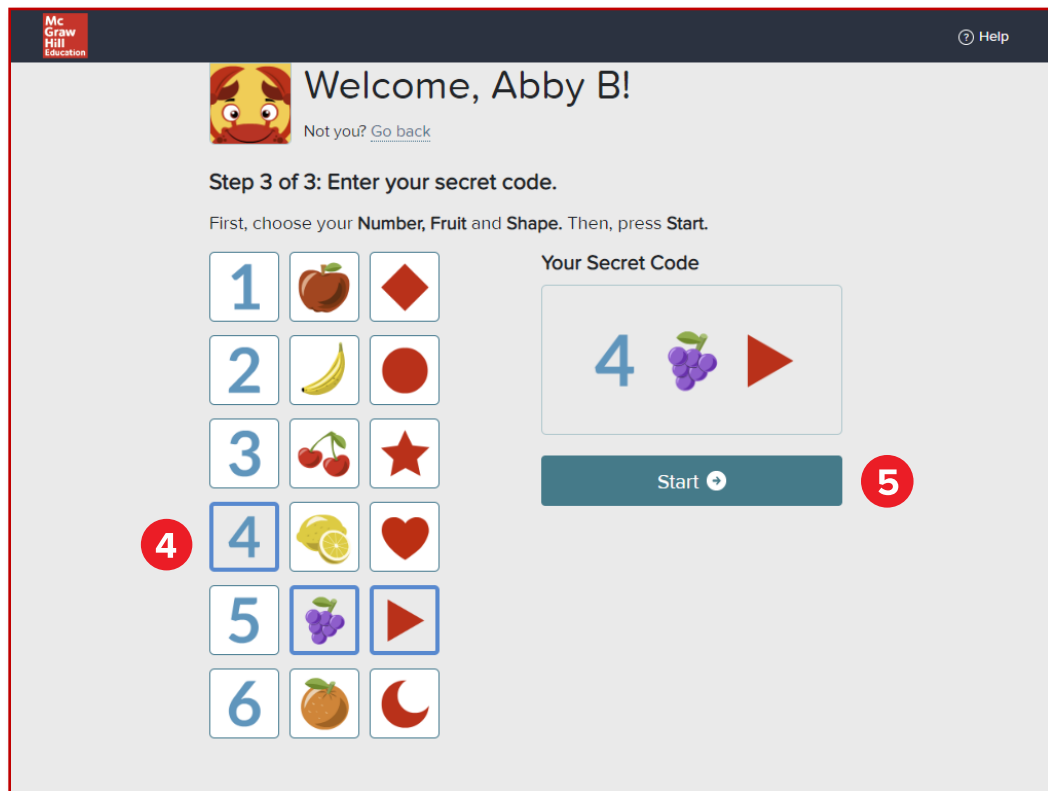 Mc
Graw
Hill
Education
Help
Welcome, Abby B!
Not you? Go back
Step 3 of 3: Enter your secret code.
First, choose your Number, Fruit and Shape. Then, press Start.
Your Secret Code
1
2
3
4
5
6
4
4
Start
5